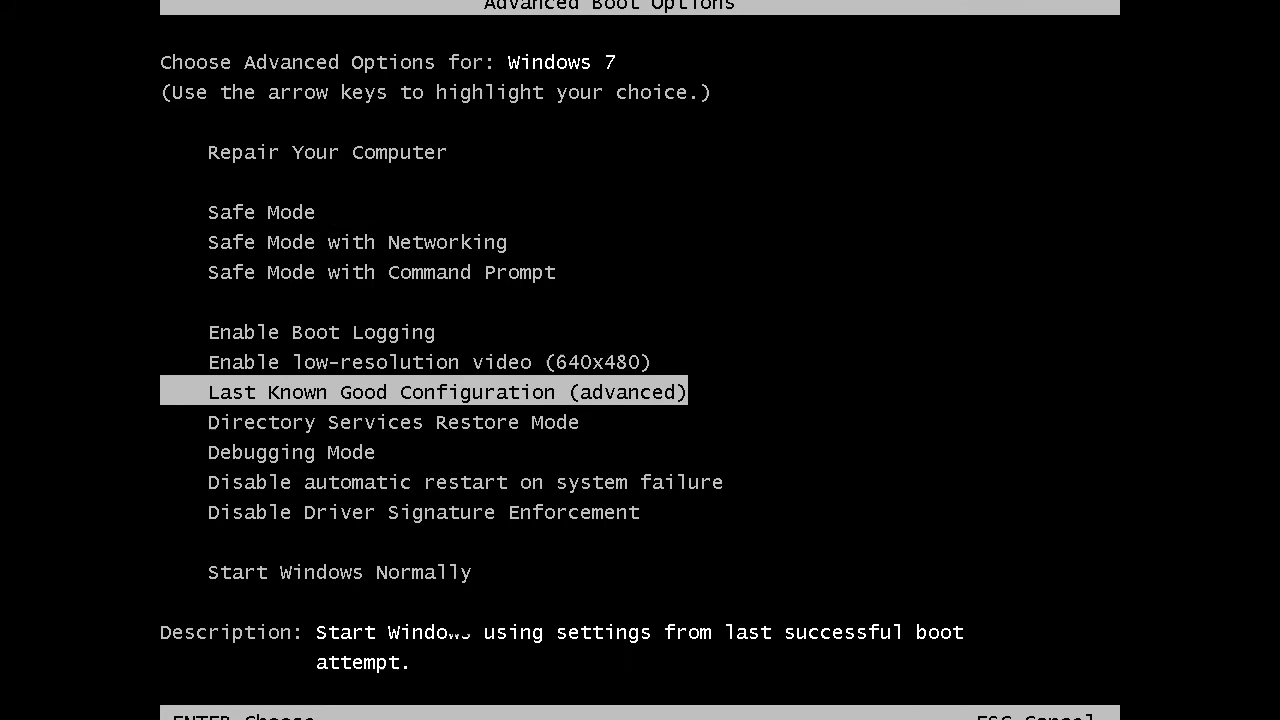 Advanced Boot Options
Choose Advanced Options for: Windows 7
(Use the arrow keys to highlight your choice.)
Repair Your Computer
Safe Mode
Safe Mode with Networking
Safe Mode with Command Prompt
Enable Boot Logging
Enable low-resolution video (640x480)
Last Known Good Configuration (advanced)
Directory Services Restore Mode
Debugging Mode
Disable automatic restart on system failure
Disable Driver Signature Enforcement
Start Windows Normally
Description: Start Windows using settings from last successful boot
attempt.
ENTER=Choose ESC=Cancel